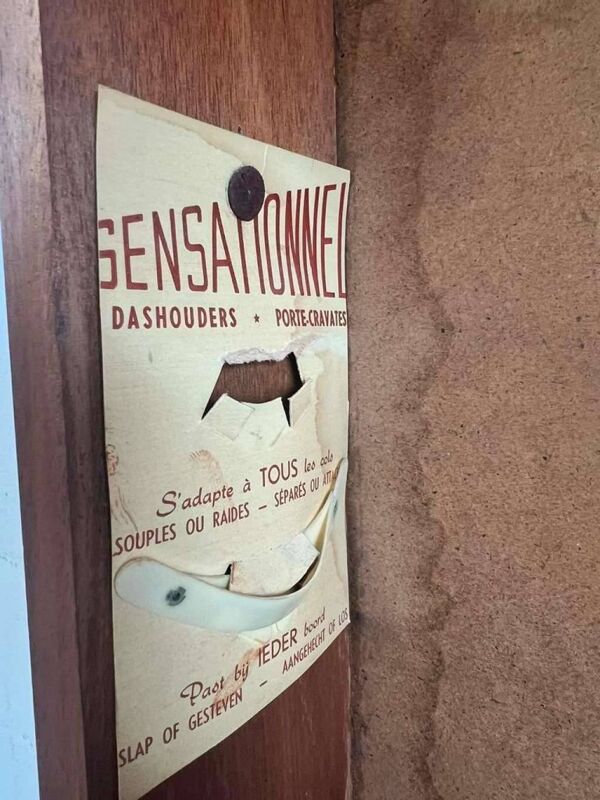 SENSATIONNEL
DASHOUDERS ★ PORTE-CRAVATES
S'adapte à TOUS les cols
SOUPLES OU RAIDES – SÉPARÉS OU
Past bij IEDER boord
SLAP OF GESTEVEN – AANGEHECHT OF LOS